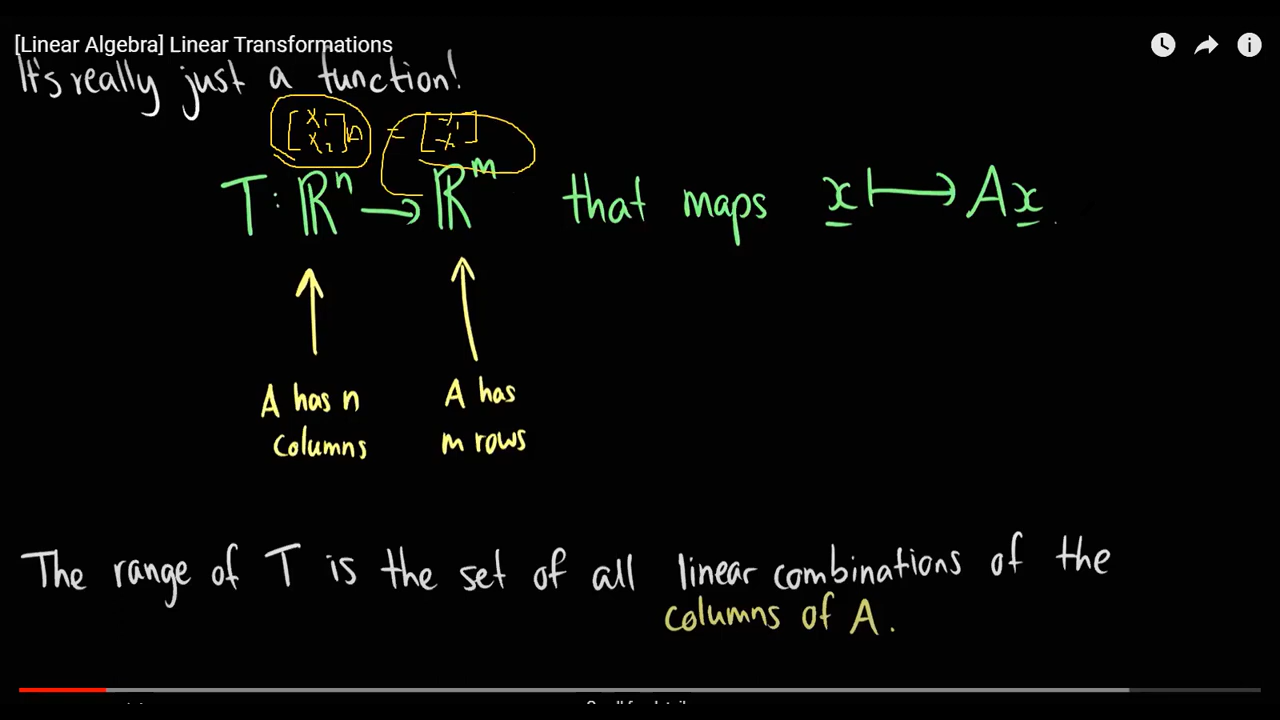 [Linear Algebra] Linear Transformations
It's really just a function!
T: ℝⁿ → ℝᵐ that maps x ↦ Ax.
A has n
columns
A has
m rows
The range of T is the set of all linear combinations of the
columns of A.